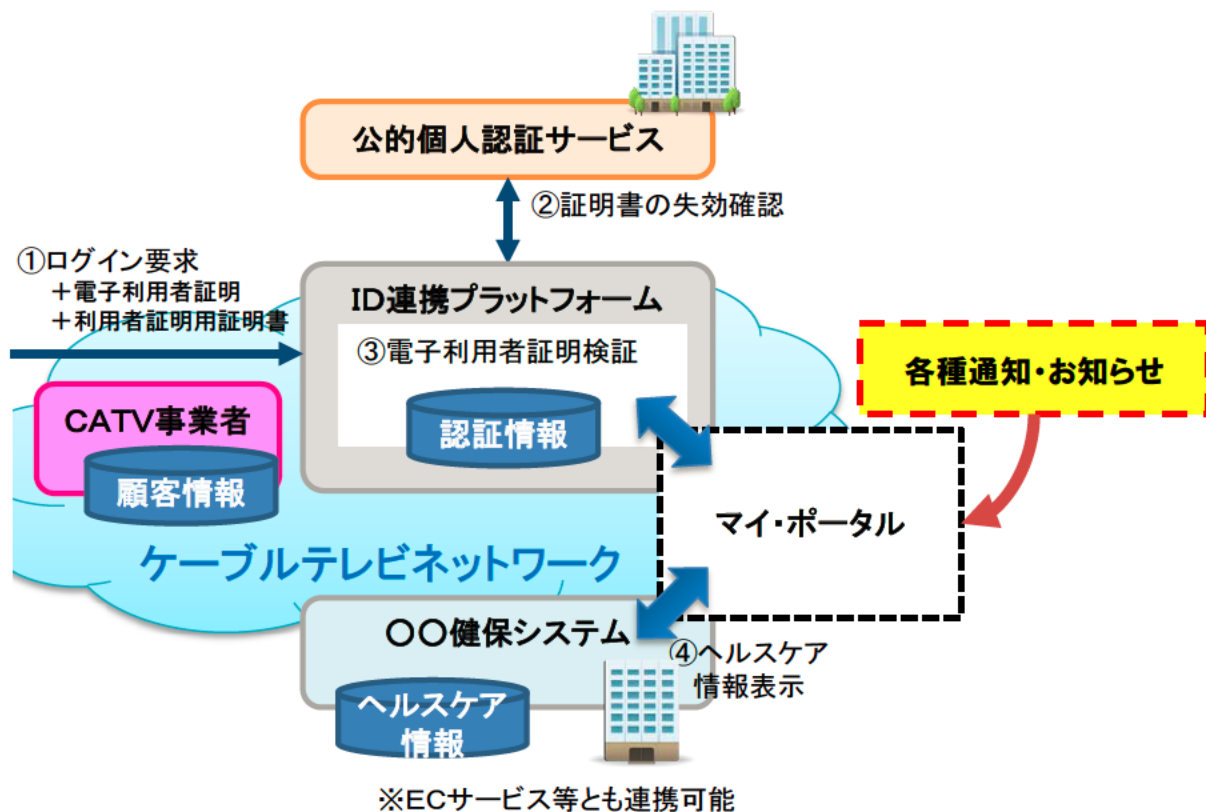 公的個人認証サービス
②証明書の失効確認
①ログイン要求
＋電子利用者証明
＋利用者証明用証明書
ID連携プラットフォーム
③電子利用者証明検証
認証情報
各種通知・お知らせ
CATV事業者
顧客情報
マイ・ポータル
ケーブルテレビネットワーク
〇〇健保システム
④ヘルスケア
情報表示
ヘルスケア
情報
※ECサービス等とも連携可能